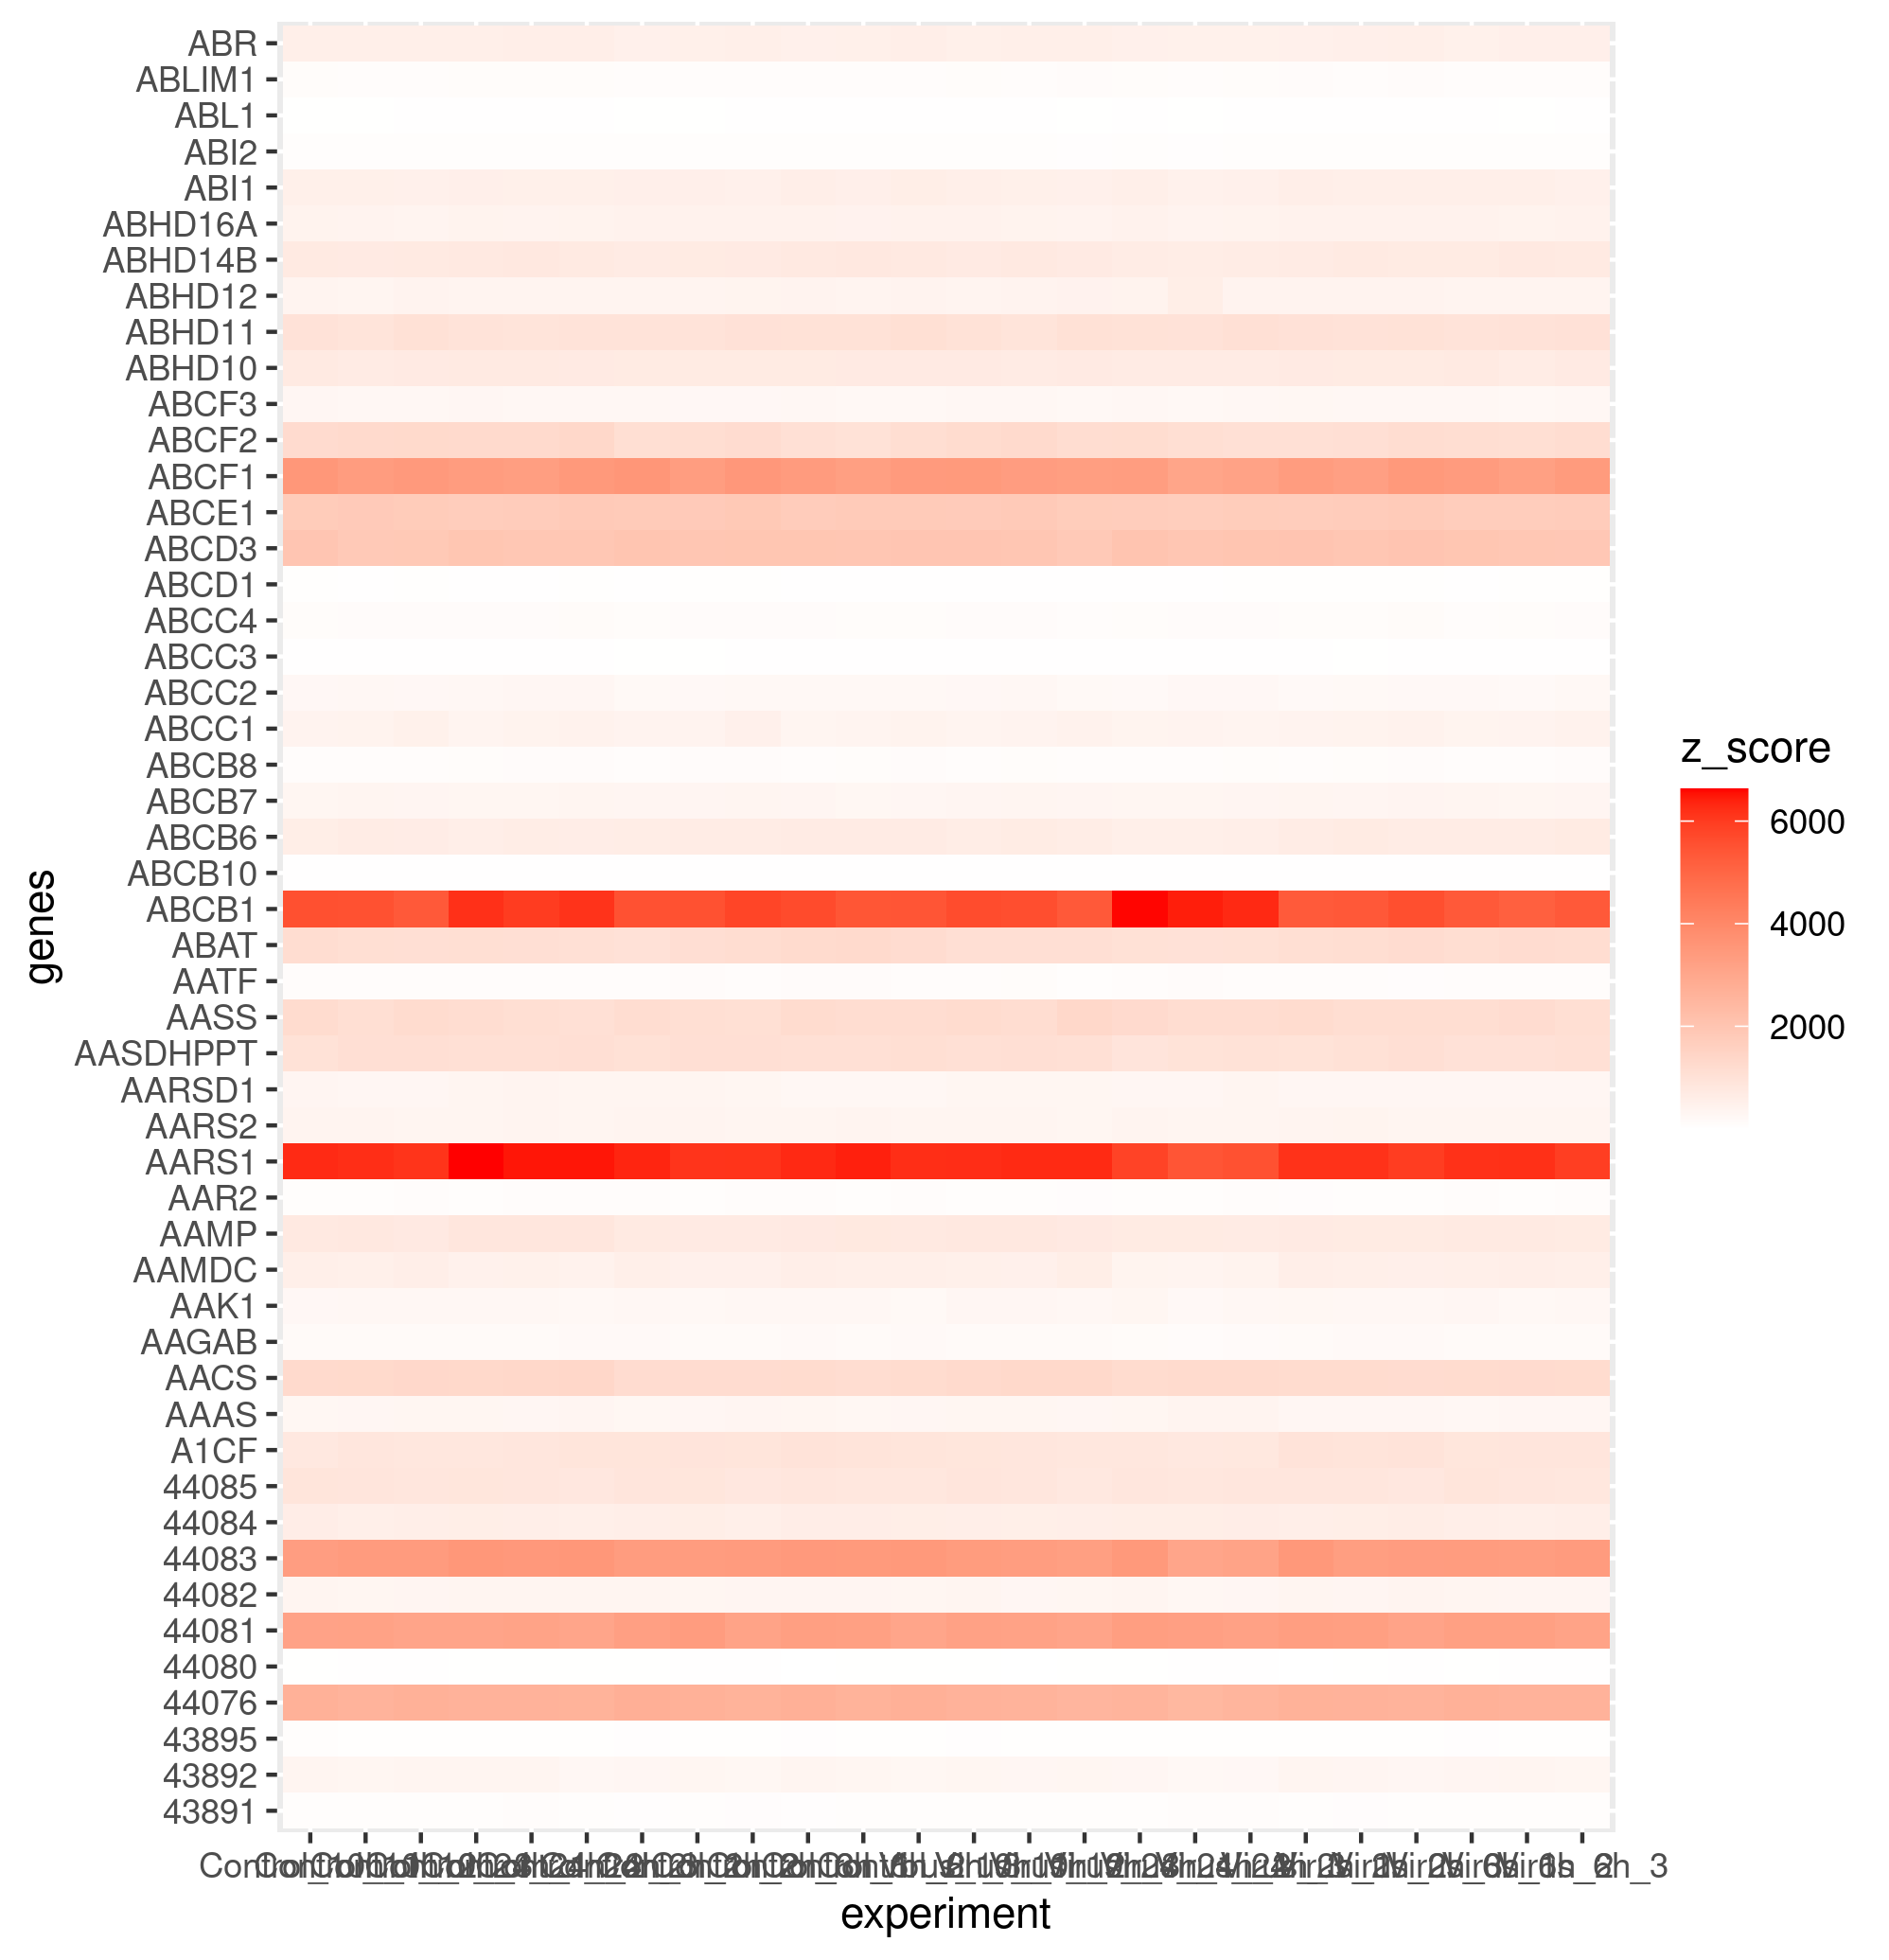 ABR
ABLIM1
ABL1
ABI2
ABI1
ABHD16A
ABHD14B
ABHD12
ABHD11
ABHD10
ABCF3
ABCF2
ABCF1
ABCE1
ABCD3
ABCD1
ABCC4
ABCC3
ABCC2
ABCC1
ABCB8
ABCB7
ABCB6
ABCB10
ABCB1
ABAT
AATF
AASS
AASDHPPT
AARSD1
AARS2
AARS1
AAR2
AAMP
AAMDC
AAK1
AAGAB
AACS
AAAS
A1CF
44085
44084
44083
44082
44081
44080
44076
43895
43892
43891
genes
experiment
z_score
6000
4000
2000